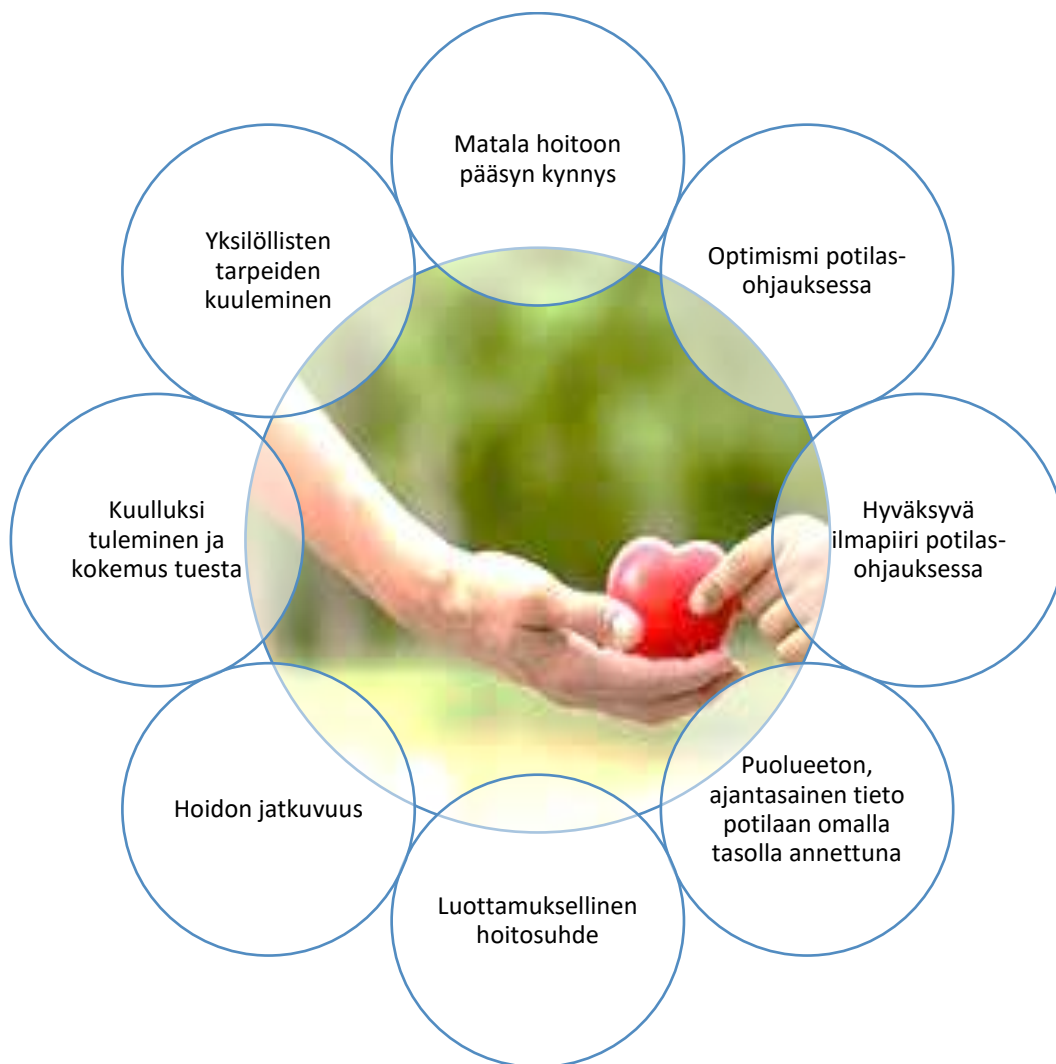 Matala hoitoon
pääsyn kynnys
Optimismi potilas-
ohjauksessa
Hyväksyvä
ilmapiiri potilas-
ohjauksessa
Puolueeton,
ajantasainen tieto
potilaan omalla
tasolla annettuna
Luottamuksellinen
hoitosuhde
Hoidon jatkuvuus
Kuulluksi
tuleminen ja
kokemus tuesta
Yksilöllisten
tarpeiden
kuuleminen